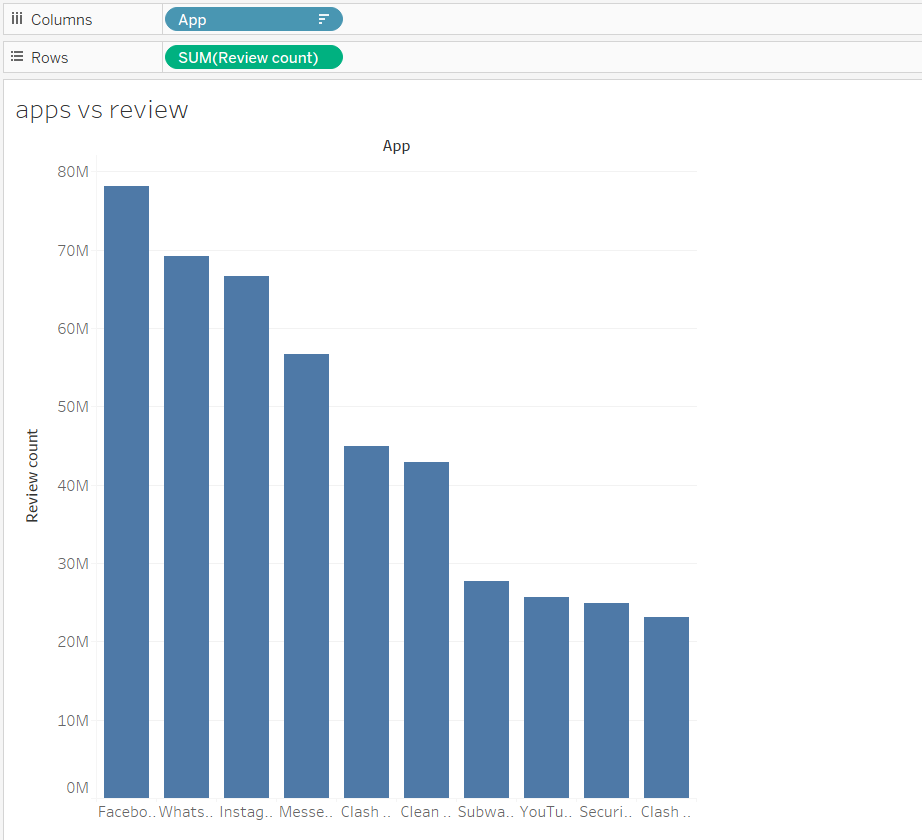 Columns App
Rows SUM(Review count)
apps vs review
App
80M
70M
60M
50M
40M
30M
20M
10M
0M
Review count
Facebo.. Whats.. Instag.. Messe.. Clash .. Clean .. Subwa.. YouTu.. Securi.. Clash ..